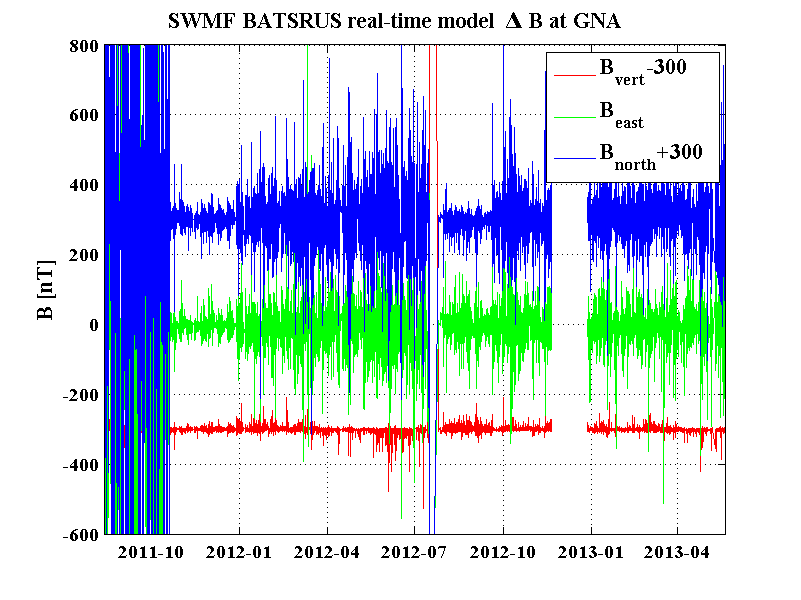 SWMF BATSRUS real-time model Δ B at GNA
B [nT]
800
600
400
200
0
-200
-400
-600
B_vert-300
B_east
B_north+300
2011-10 2012-01 2012-04 2012-07 2012-10 2013-01 2013-04